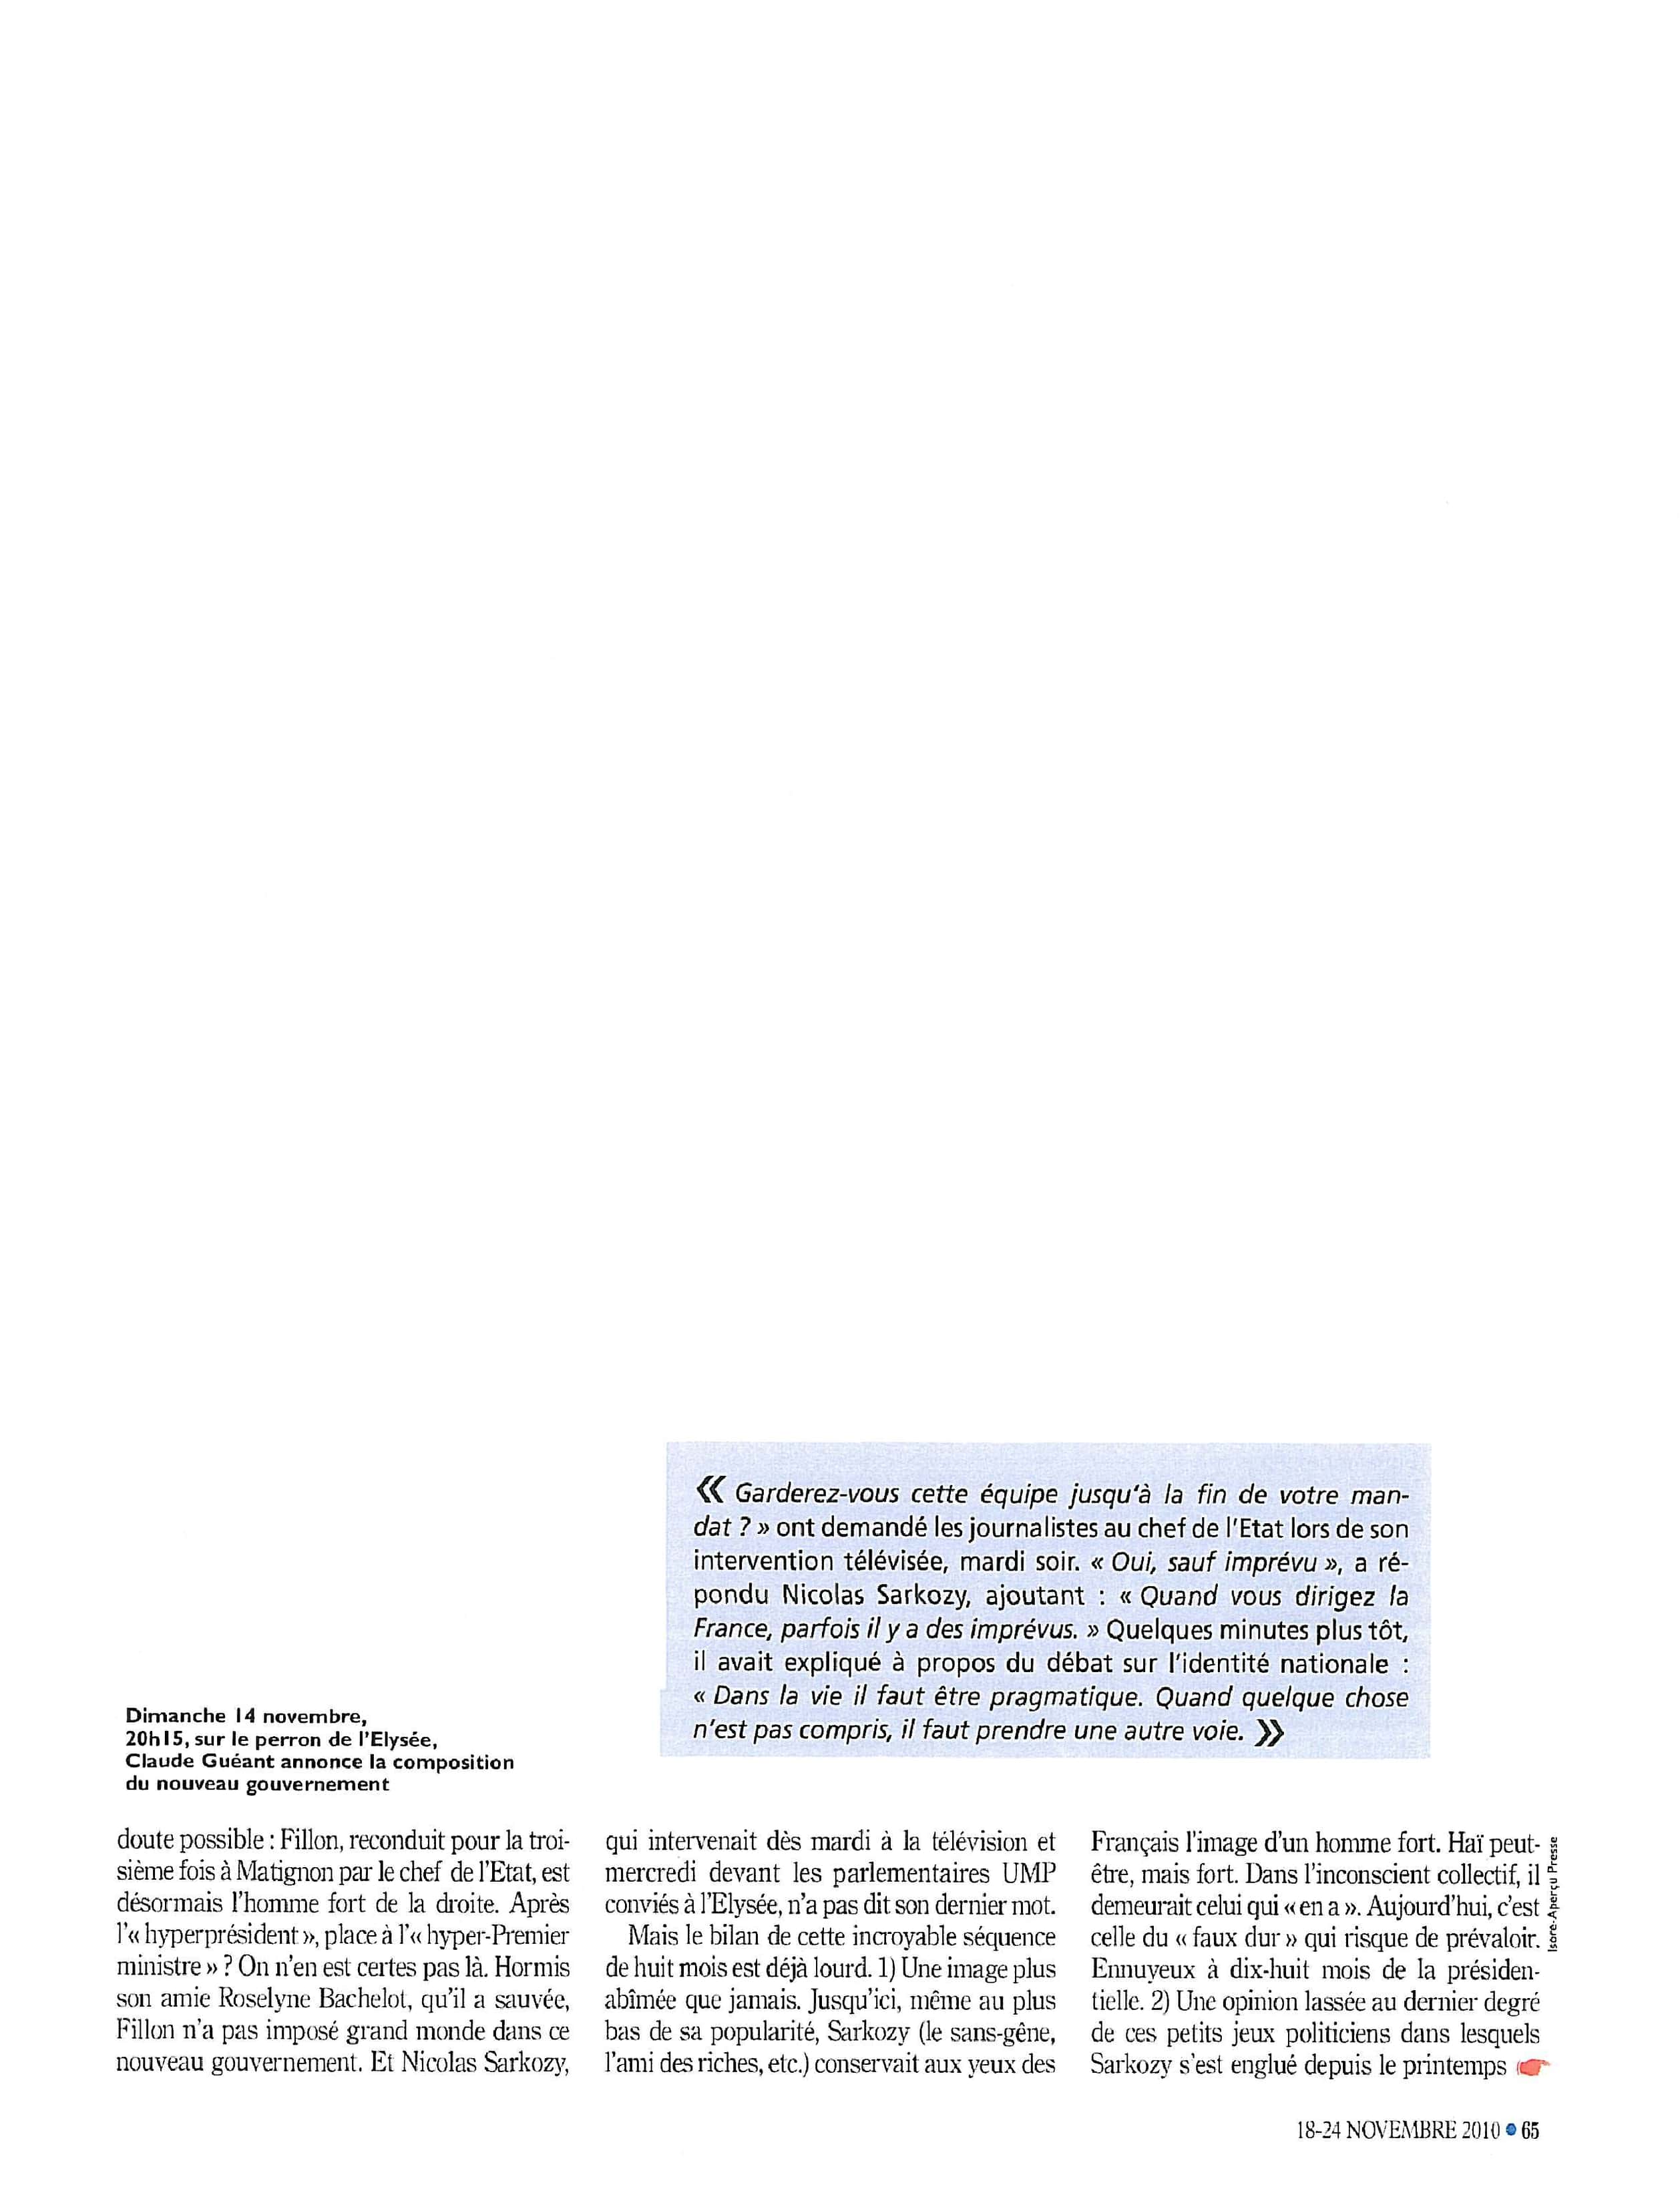 « Garderez-vous cette équipe jusqu'à la fin de votre man-
dat ? » ont demandé les journalistes au chef de l'Etat lors de son
intervention télévisée, mardi soir. « Oui, sauf imprévu », a ré-
pondu Nicolas Sarkozy, ajoutant : « Quand vous dirigez la
France, parfois il y a des imprévus. » Quelques minutes plus tôt,
il avait expliqué à propos du débat sur l'identité nationale :
« Dans la vie il faut être pragmatique. Quand quelque chose
n'est pas compris, il faut prendre une autre voie. »
Dimanche 14 novembre,
20h15, sur le perron de l'Elysée,
Claude Guéant annonce la composition
du nouveau gouvernement
doute possible : Fillon, reconduit pour la troi-
sième fois à Matignon par le chef de l'Etat, est
désormais l'homme fort de la droite. Après
l'« hyperprésident », place à l'« hyper-Premier
ministre » ? On n'en est certes pas là. Hormis
son amie Roselyne Bachelot, qu'il a sauvée,
Fillon n'a pas imposé grand monde dans ce
nouveau gouvernement. Et Nicolas Sarkozy,
qui intervenait dès mardi à la télévision et
mercredi devant les parlementaires UMP
conviés à l'Elysée, n'a pas dit son dernier mot.
Mais le bilan de cette incroyable séquence
de huit mois est déjà lourd. 1) Une image plus
abîmée que jamais. Jusqu'ici, même au plus
bas de sa popularité, Sarkozy (le sans-gêne,
l'ami des riches, etc.) conservait aux yeux des
Français l'image d'un homme fort. Haï peut-
être, mais fort. Dans l'inconscient collectif, il
demeurait celui qui « en a ». Aujourd'hui, c'est
celle du « faux dur » qui risque de prévaloir.
Ennuyeux à dix-huit mois de la présiden-
tielle. 2) Une opinion lassée au dernier degré
de ces petits jeux politiciens dans lesquels
Sarkozy s'est englué depuis le printemps
Isore-Aperçu Presse
18-24 NOVEMBRE 2010 • 65